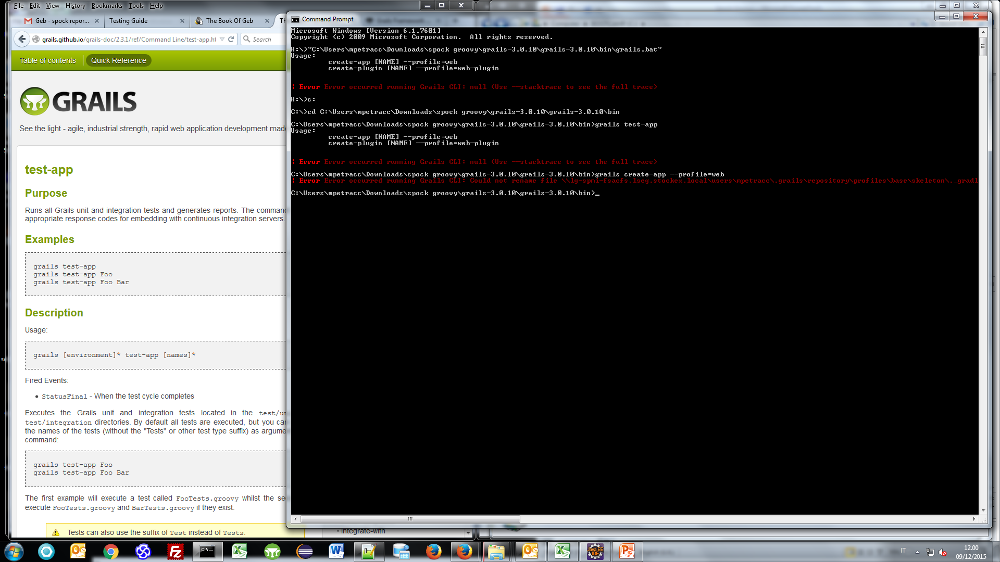 File Edit View History Bookmarks Tools Help
Geb - spock repor...
Testing Guide
The Book Of Geb
Th
grails.github.io/grails-doc/2.3.1/ref/Command Line/test-app.ht
Search
Table of contents
Quick Reference
GRAILS
See the light - agile, industrial strength, rapid web application development made
test-app
Purpose
Runs all Grails unit and integration tests and generates reports. The command
appropriate response codes for embedding with continuous integration servers.
Examples
grails test-app
grails test-app Foo
grails test-app Foo Bar
Description
Usage:
grails [environment]* test-app [names]*
Fired Events:
• StatusFinal - When the test cycle completes
Executes the Grails unit and integration tests located in the test/un
test/integration directories. By default all tests are executed, but you can
the names of the tests (without the "Tests" or other test type suffix) as argume
command:
grails test-app Foo
grails test-app Foo Bar
The first example will execute a test called FooTests.groovy whilst the se
execute FooTests.groovy and BarTests.groovy if they exist.
Tests can also use the suffix of Test instead of Tests.
integrate-with
Command Prompt
Microsoft Windows [Version 6.1.7601]
Copyright (c) 2009 Microsoft Corporation.  All rights reserved.
H:\>"C:\Users\mpetracc\Downloads\spock groovy\grails-3.0.10\grails-3.0.10\bin\grails.bat"
Usage:
create-app [NAME] --profile=web
create-plugin [NAME] --profile=web-plugin
| Error Error occurred running Grails CLI: null (Use --stacktrace to see the full trace)
H:\>c:
C:\>cd C:\Users\mpetracc\Downloads\spock groovy\grails-3.0.10\grails-3.0.10\bin
C:\Users\mpetracc\Downloads\spock groovy\grails-3.0.10\grails-3.0.10\bin>grails test-app
Usage:
create-app [NAME] --profile=web
create-plugin [NAME] --profile=web-plugin
| Error Error occurred running Grails CLI: null (Use --stacktrace to see the full trace)
C:\Users\mpetracc\Downloads\spock groovy\grails-3.0.10\grails-3.0.10\bin>grails create-app --profile=web
| Error Error occurred running Grails CLI: Could not rename file \\lg-spmi-fsacfs.lseg.stockex.local\users\mpetracc\.grails\repository\profiles\base\skeleton\._gradl
C:\Users\mpetracc\Downloads\spock groovy\grails-3.0.10\grails-3.0.10\bin>_
IT
12.00
09/12/2015